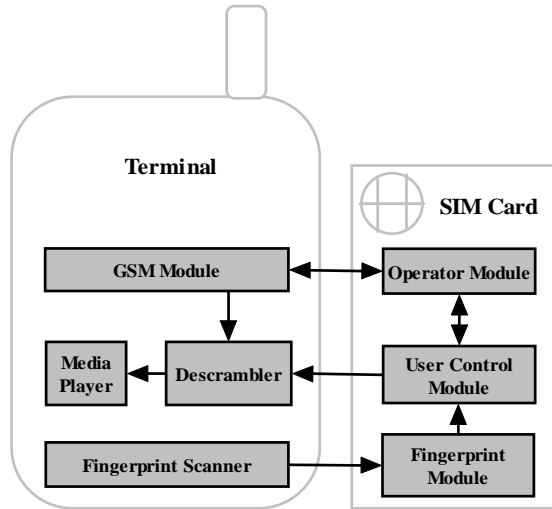 Terminal
SIM Card
GSM Module
Operator Module
Media
Player
Descrambler
User Control
Module
Fingerprint Scanner
Fingerprint
Module